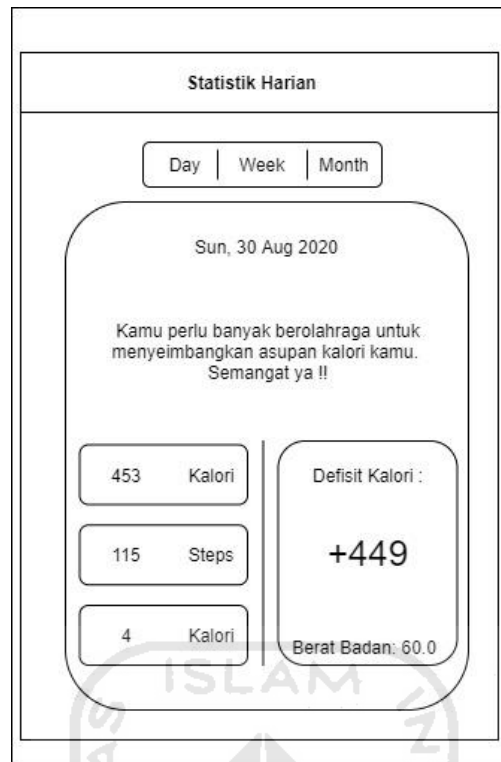 Statistik Harian
Day Week Month
Sun, 30 Aug 2020
Kamu perlu banyak berolahraga untuk
menyeimbangkan asupan kalori kamu.
Semangat ya !!
453 Kalori
115 Steps
4 Kalori
Defisit Kalori :
+449
Berat Badan: 60.0
ISLAM